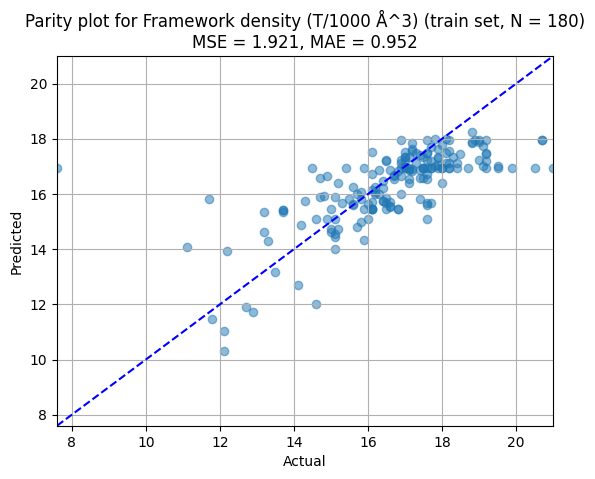 Parity plot for Framework density (T/1000 Å^3) (train set, N = 180)
MSE = 1.921, MAE = 0.952
20
18
16
14
12
10
8
Predicted
8 10 12 14 16 18 20
Actual